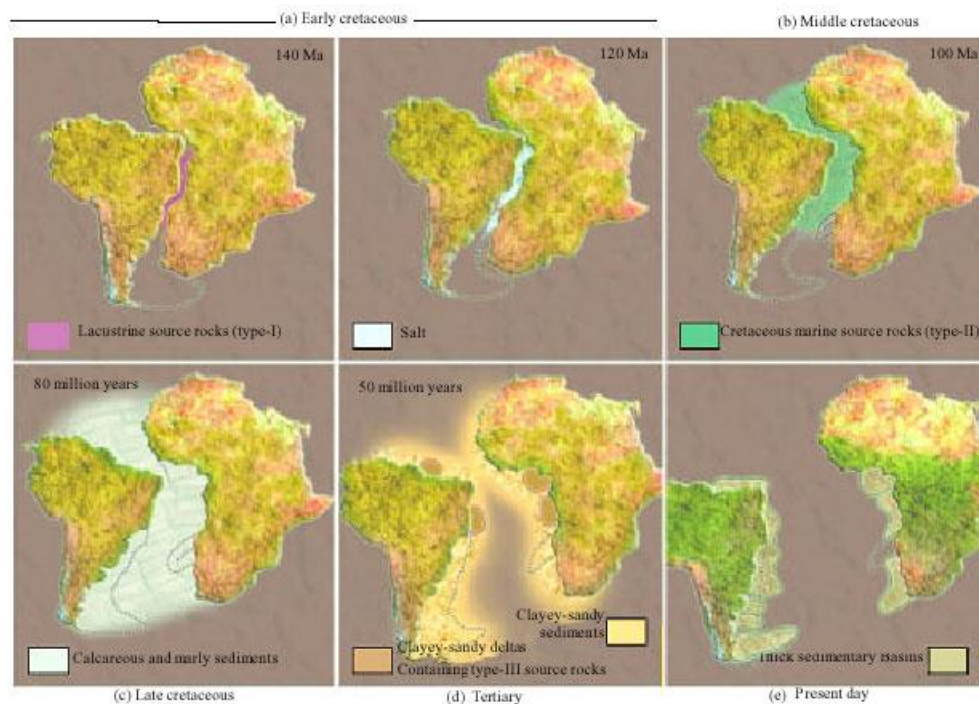 (a) Early cretaceous
(b) Middle cretaceous
140 Ma
120 Ma
100 Ma
Lacustrine source rocks (type-I)
Salt
Cretaceous marine source rocks (type-II)
80 million years
50 million years
Clayey-sandy
sediments
Calcareous and marly sediments
Clayey-sandy deltas
Containing type-III source rocks
Thick sedimentary Basins
(c) Late cretaceous
(d) Tertiary
(e) Present day